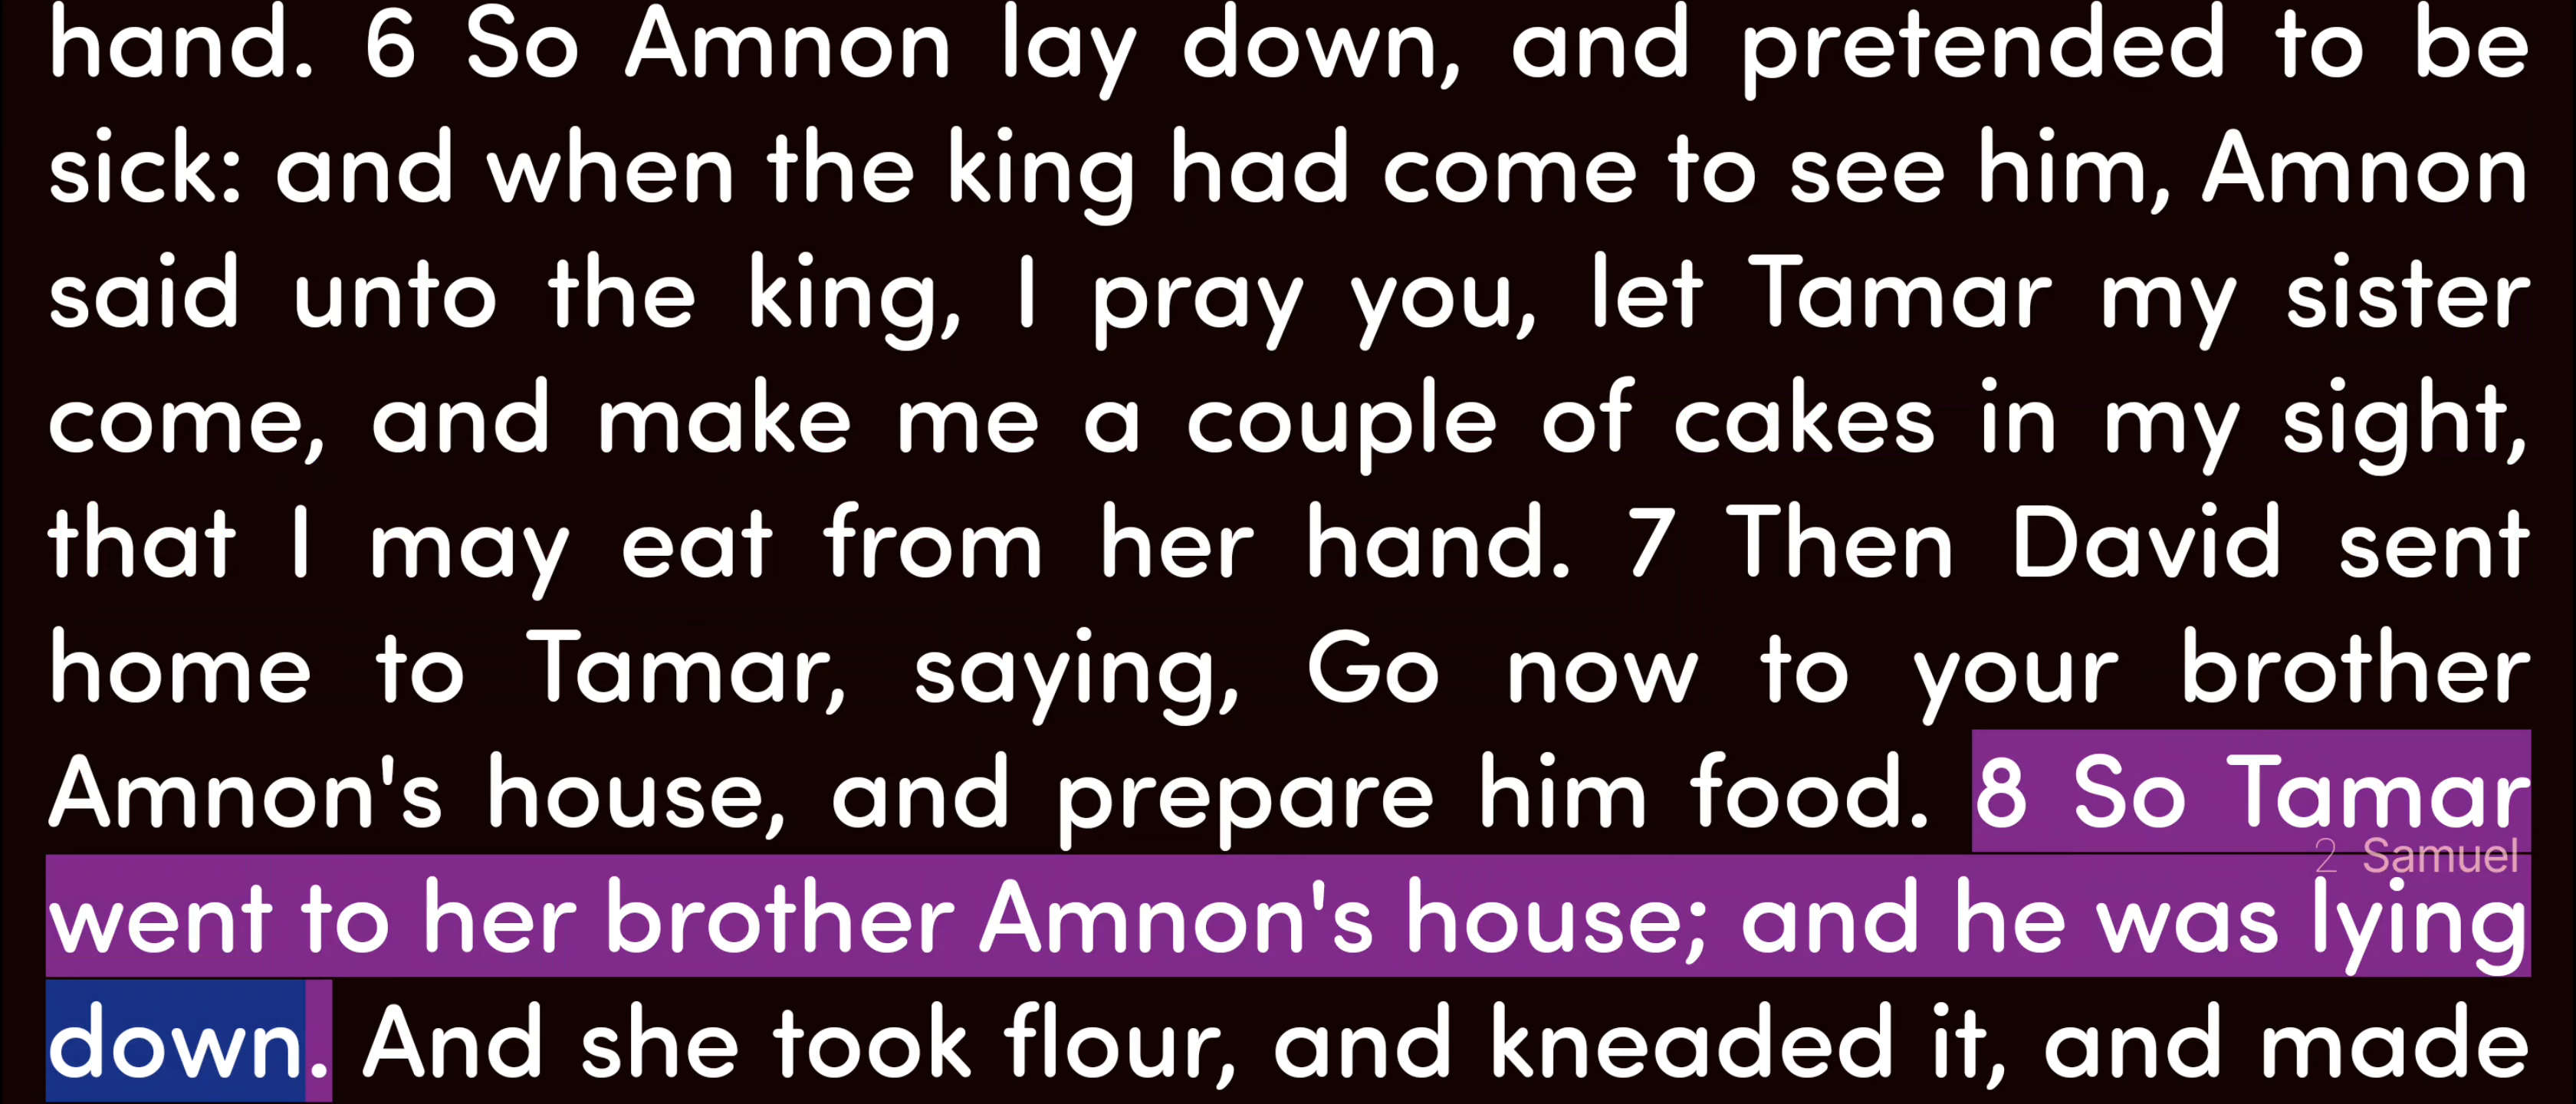 hand. 6 So Amnon lay down, and pretended to be
sick: and when the king had come to see him, Amnon
said unto the king, I pray you, let Tamar my sister
come, and make me a couple of cakes in my sight,
that I may eat from her hand. 7 Then David sent
home to Tamar, saying, Go now to your brother
Amnon's house, and prepare him food. 8 So Tamar
2 Samuel
went to her brother Amnon's house; and he was lying
down. And she took flour, and kneaded it, and made